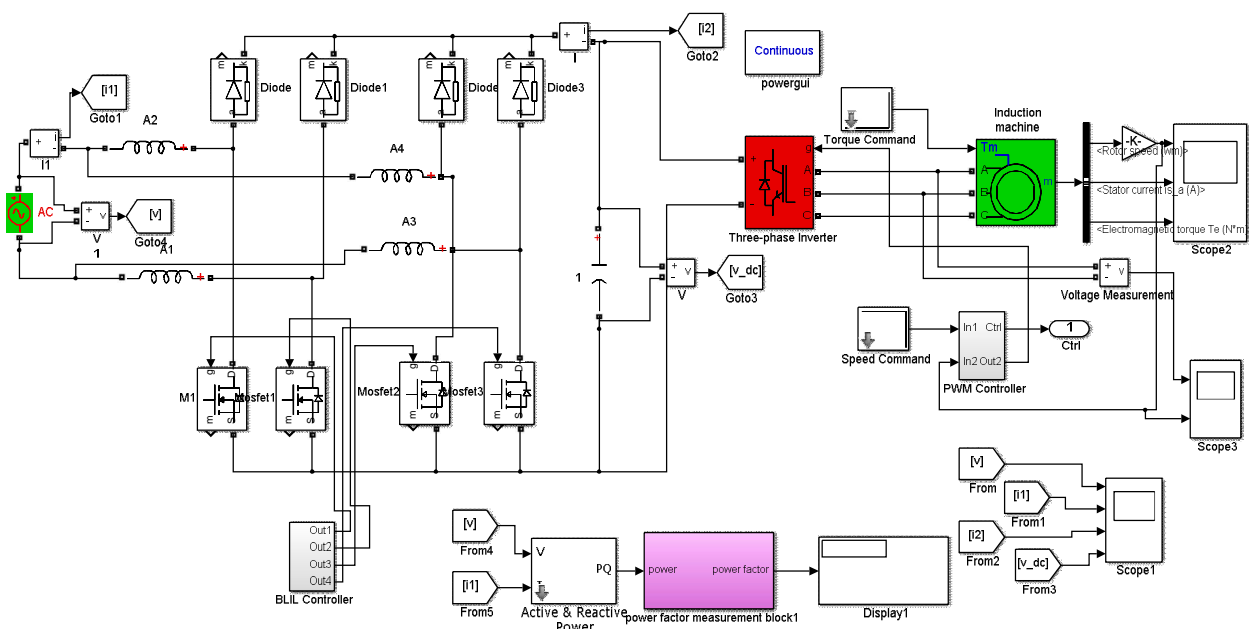 [i2]
Goto2
Continuous
powergui
i
+
-
I
m
k
a
Diode
m
k
a
Diode1
m
k
a
Diode
m
k
a
Diode3
[i1]
Goto1
A2
+
i
+
-
I1
A4
+
AC
+
-
v
V
1
[v]
Goto4
A1
+
A3
+
Torque Command
Induction
machine
Tm
A
B
C
m
+
-
g
A
B
C
Three-phase Inverter
-K-
<Rotor speed (wm)>
<Stator current is_a (A)>
<Electromagnetic torque Te (N*m)
Scope2
+
1
+
-
v
V
[v_dc]
Goto3
+
-
v
Voltage Measurement
Speed Command
In1
Ctrl
In2
Out2
PWM Controller
1
Ctrl
Scope3
g
D
m
S
M1
g
D
m
S
Mosfet1
g
D
m
S
Mosfet2
g
D
m
S
Mosfet3
Out1
Out2
Out3
Out4
BLIL Controller
[v]
From4
[i1]
From5
V
PQ
Active & Reactive
Power
power
power factor
power factor measurement block1
Display1
[v]
From
[i1]
From1
[i2]
From2
[v_dc]
From3
Scope1